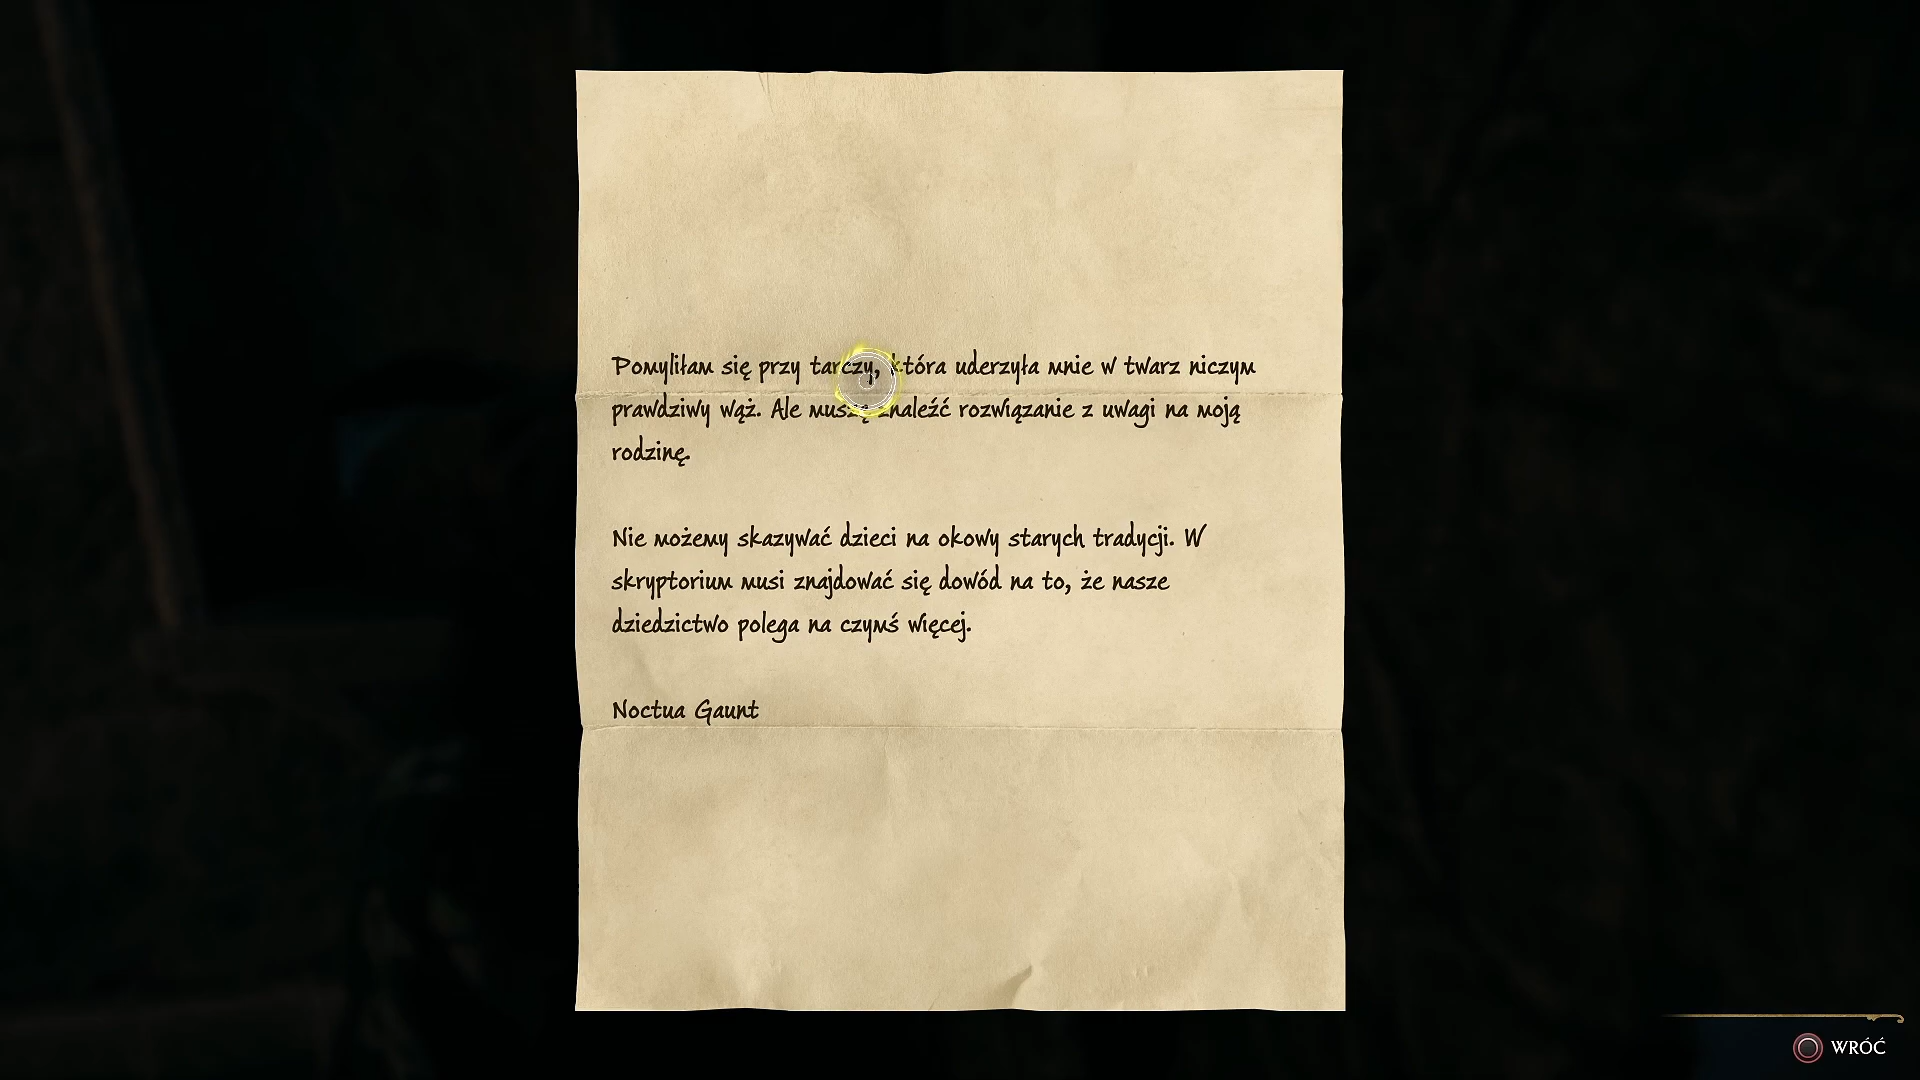 Pomyliłam się przy tarczy, która uderzyła mnie w twarz niczym
prawdziwy wąż. Ale muszę znaleźć rozwiązanie z uwagi na moją
rodzinę.
Nie możemy skazywać dzieci na okowy starych tradycji. W
skryptorium musi znajdować się dowód na to, że nasze
dziedzictwo polega na czymś więcej.
Noctua Gaunt
WRÓĆ